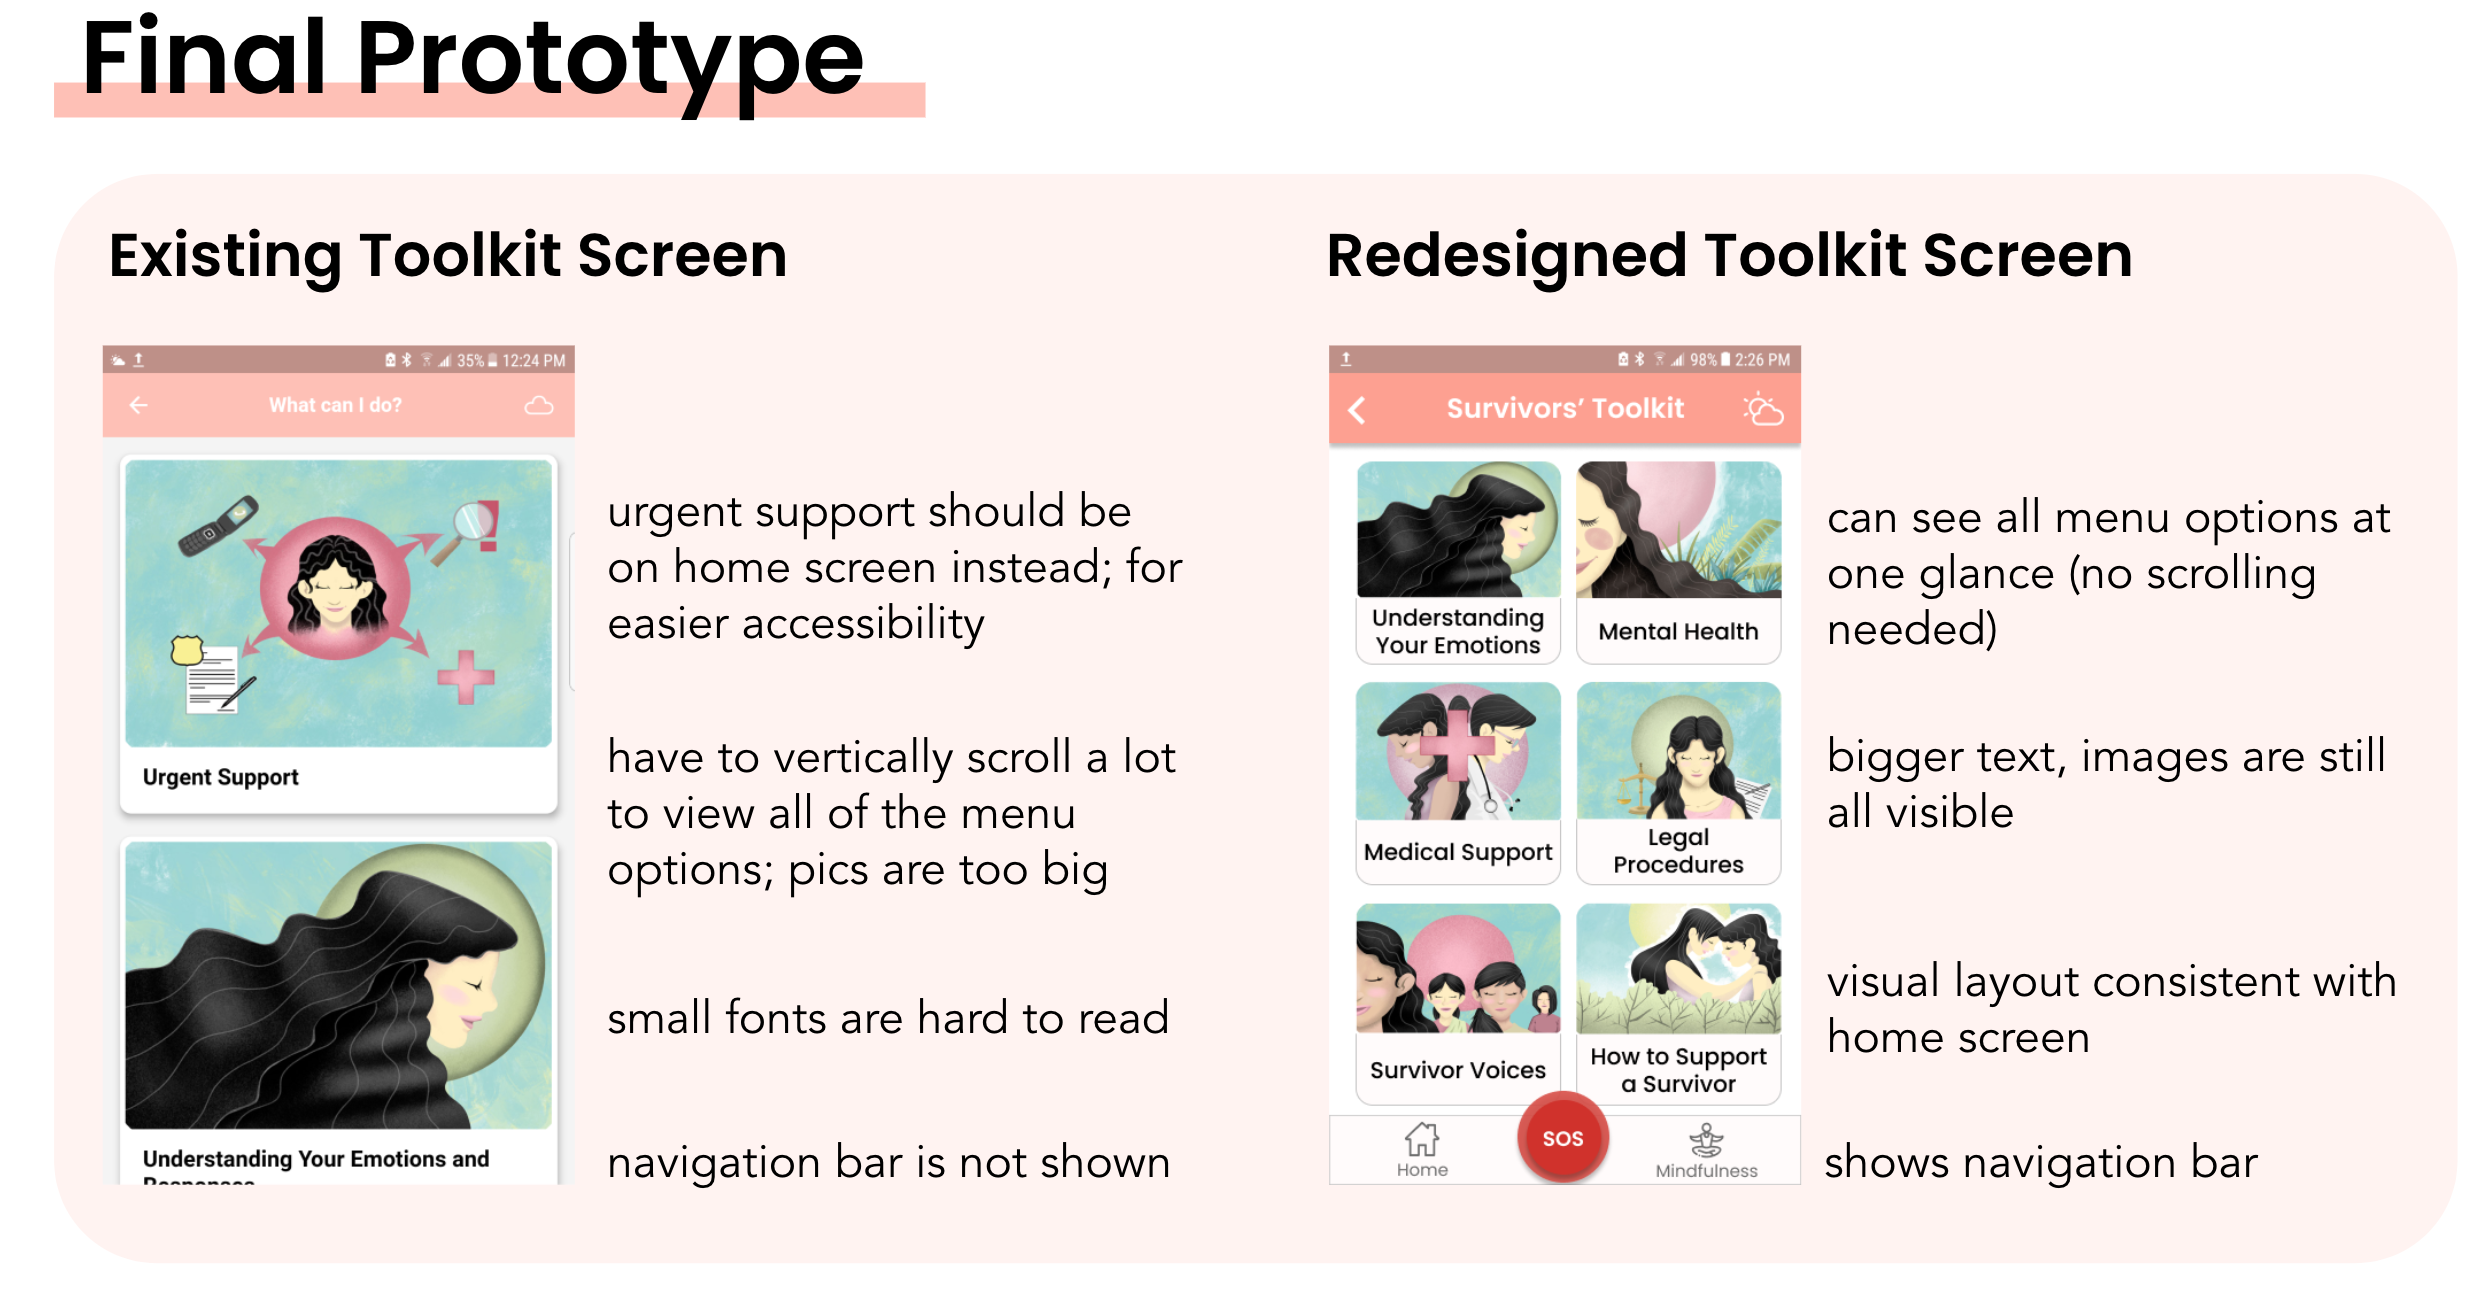 Final Prototype
Existing Toolkit Screen
35% 12:24 PM
What can I do?
Urgent Support
Understanding Your Emotions and
urgent support should be
on home screen instead; for
easier accessibility
have to vertically scroll a lot
to view all of the menu
options; pics are too big
small fonts are hard to read
navigation bar is not shown
Redesigned Toolkit Screen
98% 2:26 PM
Survivors’ Toolkit
Understanding
Your Emotions
Mental Health
Medical Support
Legal
Procedures
Survivor Voices
How to Support
a Survivor
Home
SOS
Mindfulness
can see all menu options at
one glance (no scrolling
needed)
bigger text, images are still
all visible
visual layout consistent with
home screen
shows navigation bar